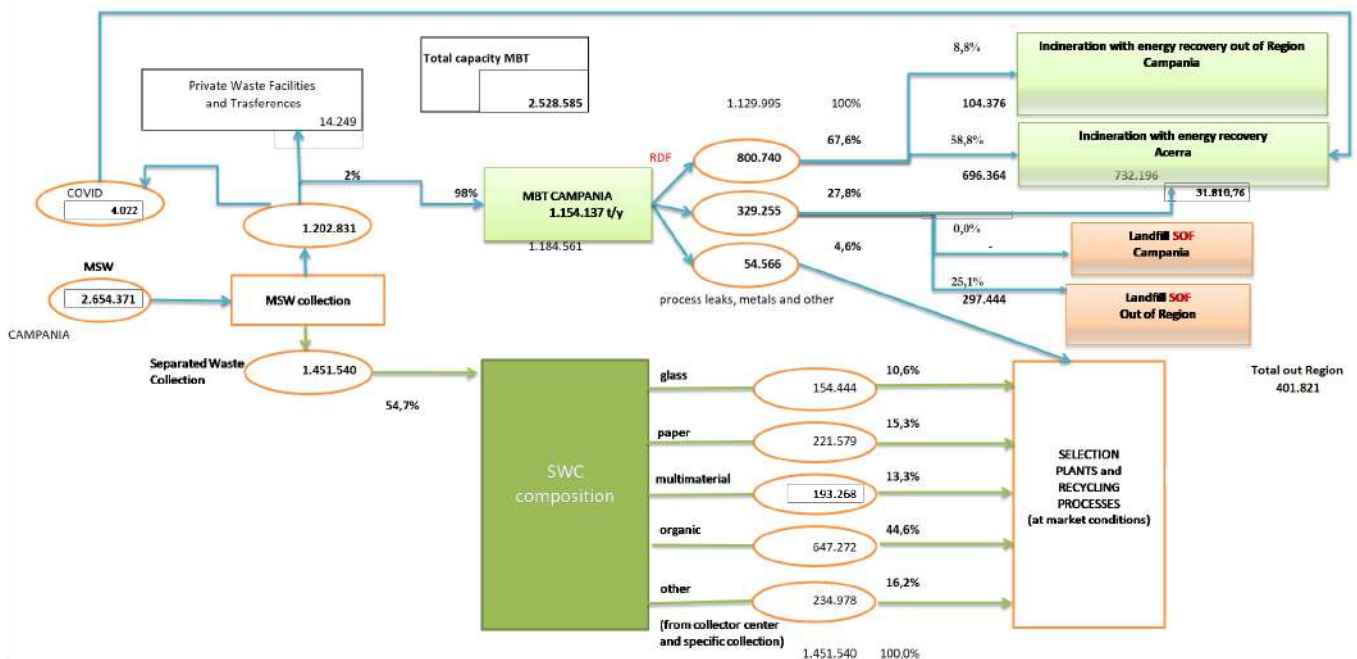 Total capacity MBT
2.528.585
8,8%
Incineration with energy recovery out of Region
Campania
Private Waste Facilities
and Trasferences
14.249
1.129.995
100%
104.376
67,6%
58,8%
Incineration with energy recovery
Acerra
RDF
800.740
2%
98%
MBT CAMPANIA
1.154.137 t/y
COVID
4.022
27,8%
696.364
732.196
31.810,76
1.202.831
329.255
0,0%
-
Landfill SOF
Campania
1.184.561
4,6%
54.566
25,1%
297.444
Landfill SOF
Out of Region
MSW
2.654.371
MSW collection
process leaks, metals and other
CAMPANIA
Separated Waste
Collection
1.451.540
54,7%
Total out Region
401.821
SWC
composition
glass
154.444
10,6%
paper
221.579
15,3%
multimaterial
193.268
13,3%
organic
647.272
44,6%
other
234.978
16,2%
(from collector center
and specific collection)
1.451.540
100,0%
SELECTION
PLANTS and
RECYCLING
PROCESSES
(at market conditions)